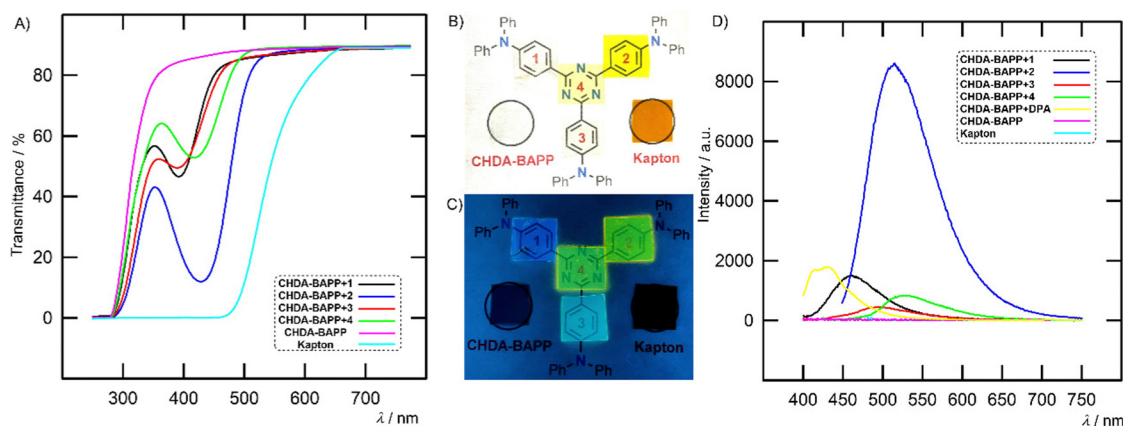 A)
Transmittance / %
80
60
40
20
0
300 400 500 600 700
λ / nm
CHDA-BAPP+1
CHDA-BAPP+2
CHDA-BAPP+3
CHDA-BAPP+4
CHDA-BAPP
Kapton
B)
Ph
Ph
N
Ph N
Ph
1
2
N N
4
N
3
CHDA-BAPP
Kapton
N
Ph Ph
C)
Ph
Ph
N
Ph N
Ph
1
2
N N
4
N
3
CHDA-BAPP
Kapton
N
Ph Ph
D)
Intensity / a.u.
8000
6000
4000
2000
0
400 450 500 550 600 650 700 750
λ / nm
CHDA-BAPP+1
CHDA-BAPP+2
CHDA-BAPP+3
CHDA-BAPP+4
CHDA-BAPP+DPA
CHDA-BAPP
Kapton